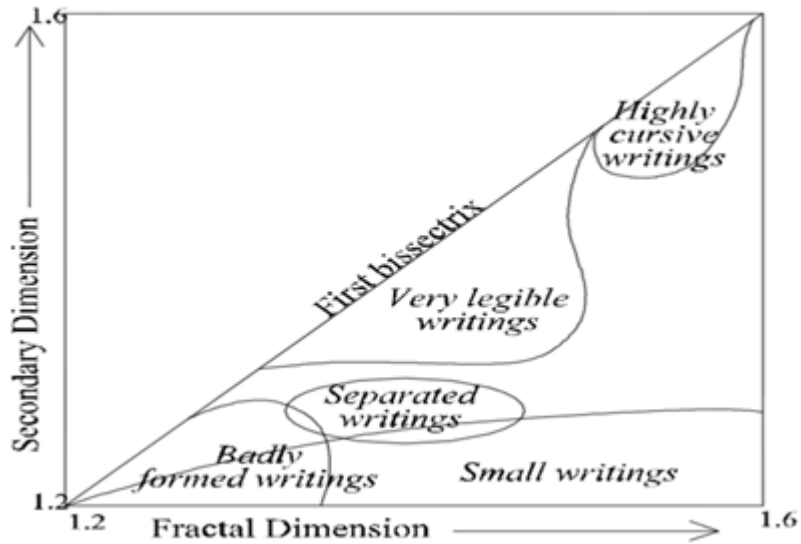 1.6
Secondary Dimension
Highly
cursive
writings
First bissectrix
Very legible
writings
Separated
writings
Badly
formed writings
Small writings
1.2
1.2
Fractal Dimension
1.6